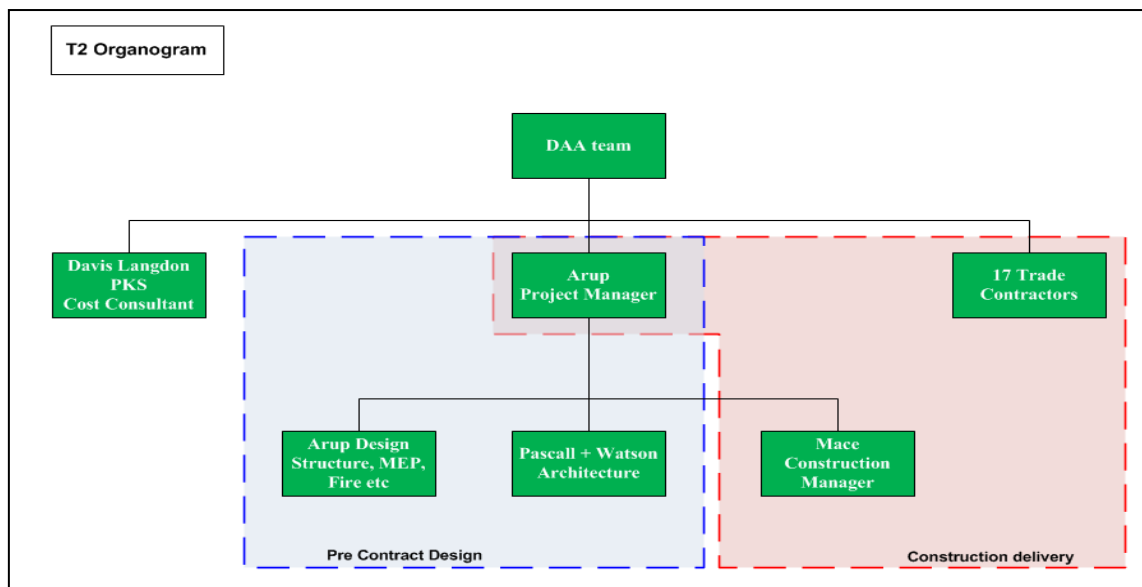 T2 Organogram
DAA team
Davis Langdon
PKS
Cost Consultant
Arup
Project Manager
17 Trade
Contractors
Arup Design
Structure, MEP,
Fire etc
Pascall + Watson
Architecture
Mace
Construction
Manager
Pre Contract Design
Construction delivery